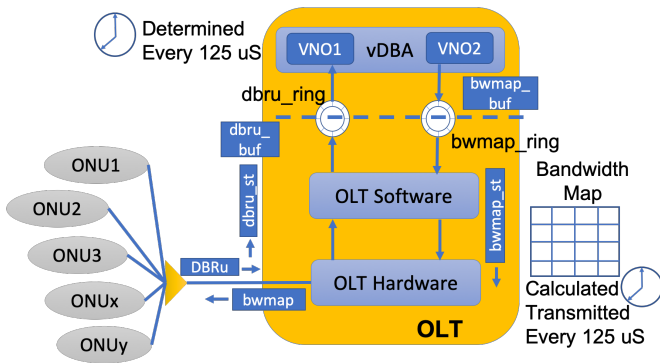 Determined
Every 125 uS
VNO1
vDBA
VNO2
dbru_ring
bwmap_
buf
dbru_
buf
bwmap_ring
ONU1
ONU2
ONU3
ONUx
ONUy
dbru_st
OLT Software
bwmap_st
Bandwidth
Map
DBRu
bwmap
OLT Hardware
Calculated
Transmitted
Every 125 uS
OLT